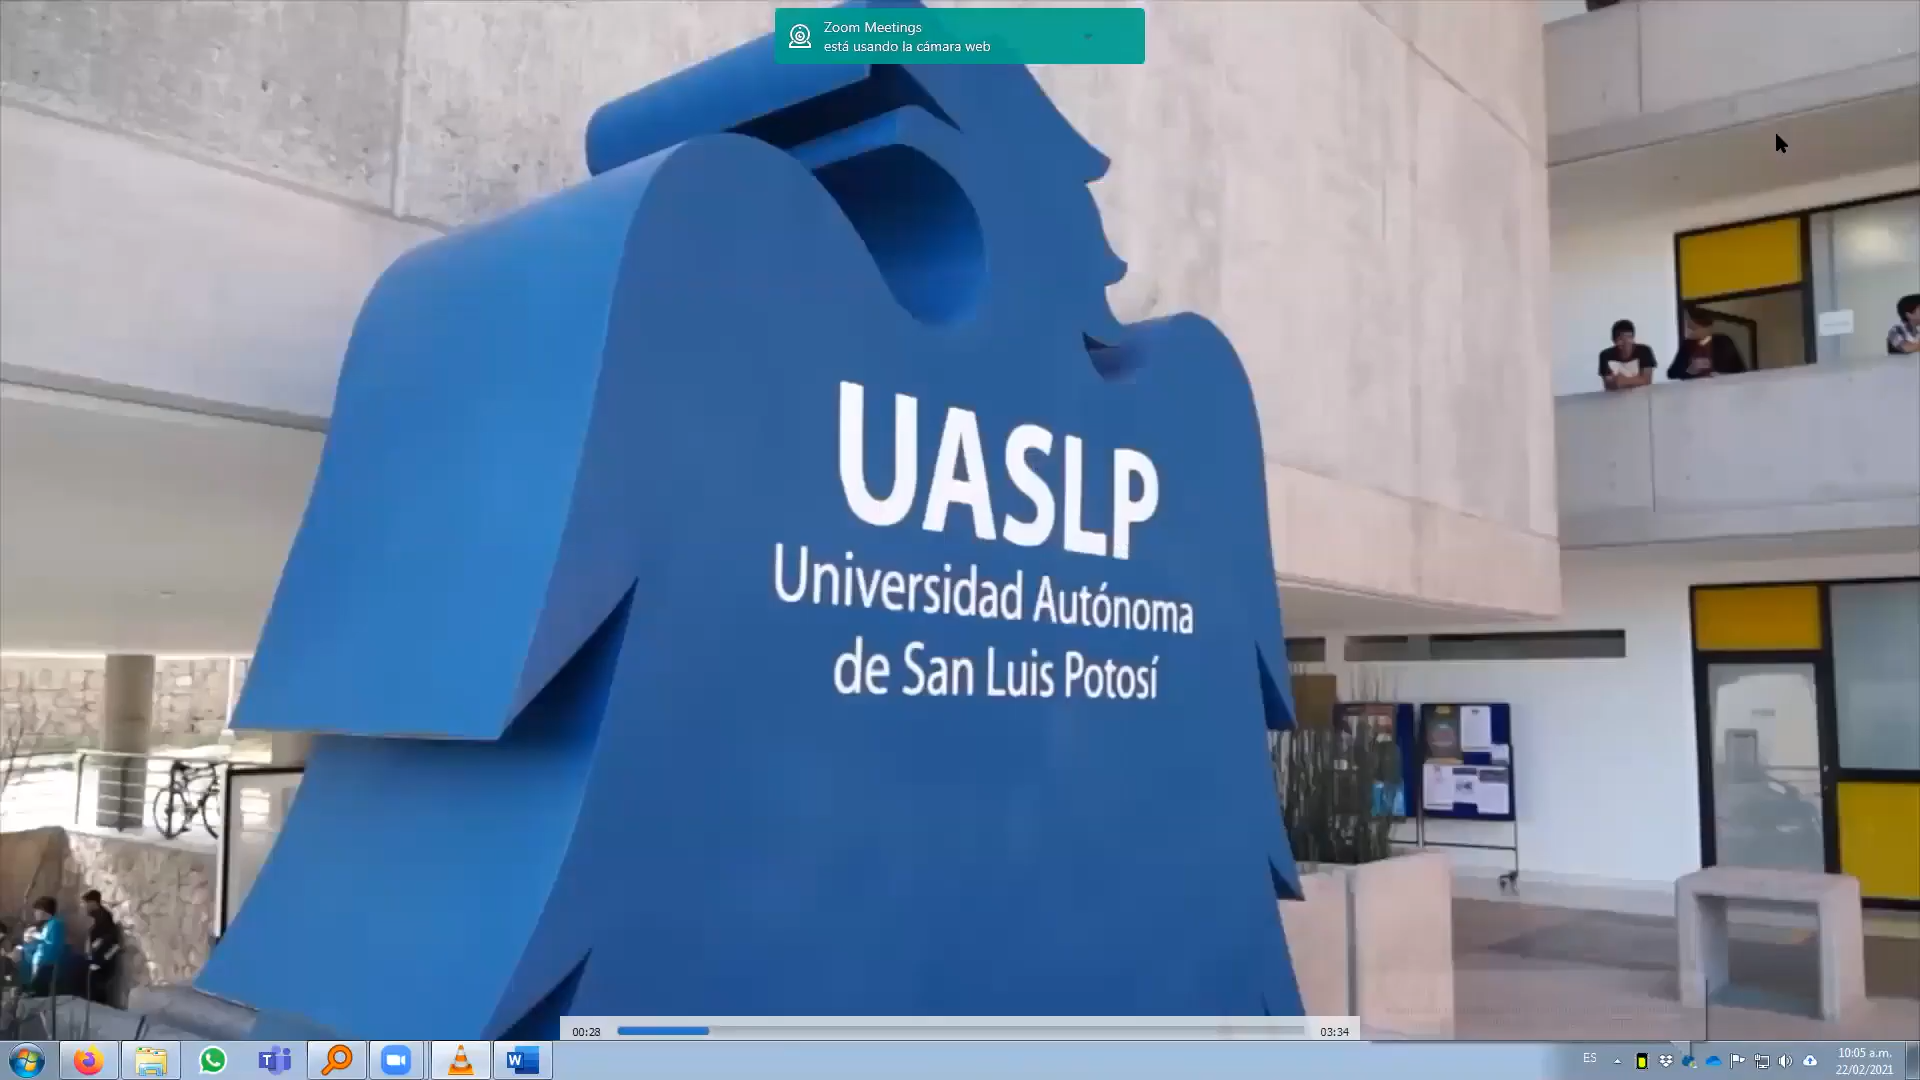 Zoom Meetings
está usando la cámara web
UASLP
Universidad Autónoma
de San Luis Potosí
00:28
03:34
ES
10:05 a.m.
22/02/2021